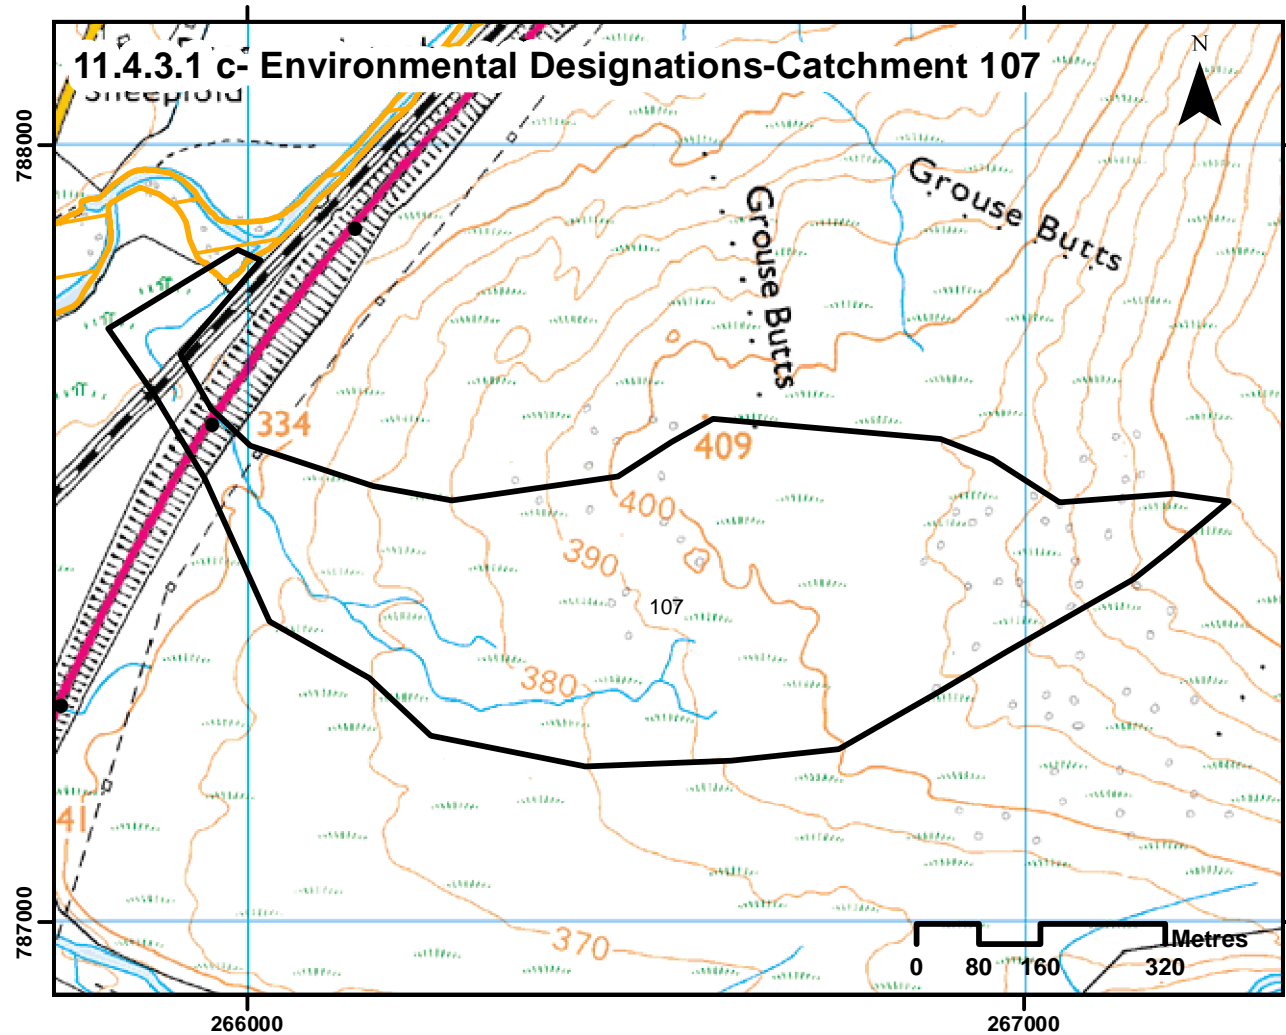 11.4.3.1 c- Environmental Designations-Catchment 107
Sheepfold
N
788000
Grouse Butts
Grouse Butts
334
409
400
390
107
380
41
370
787000
Metres
0 80 160 320
266000 267000